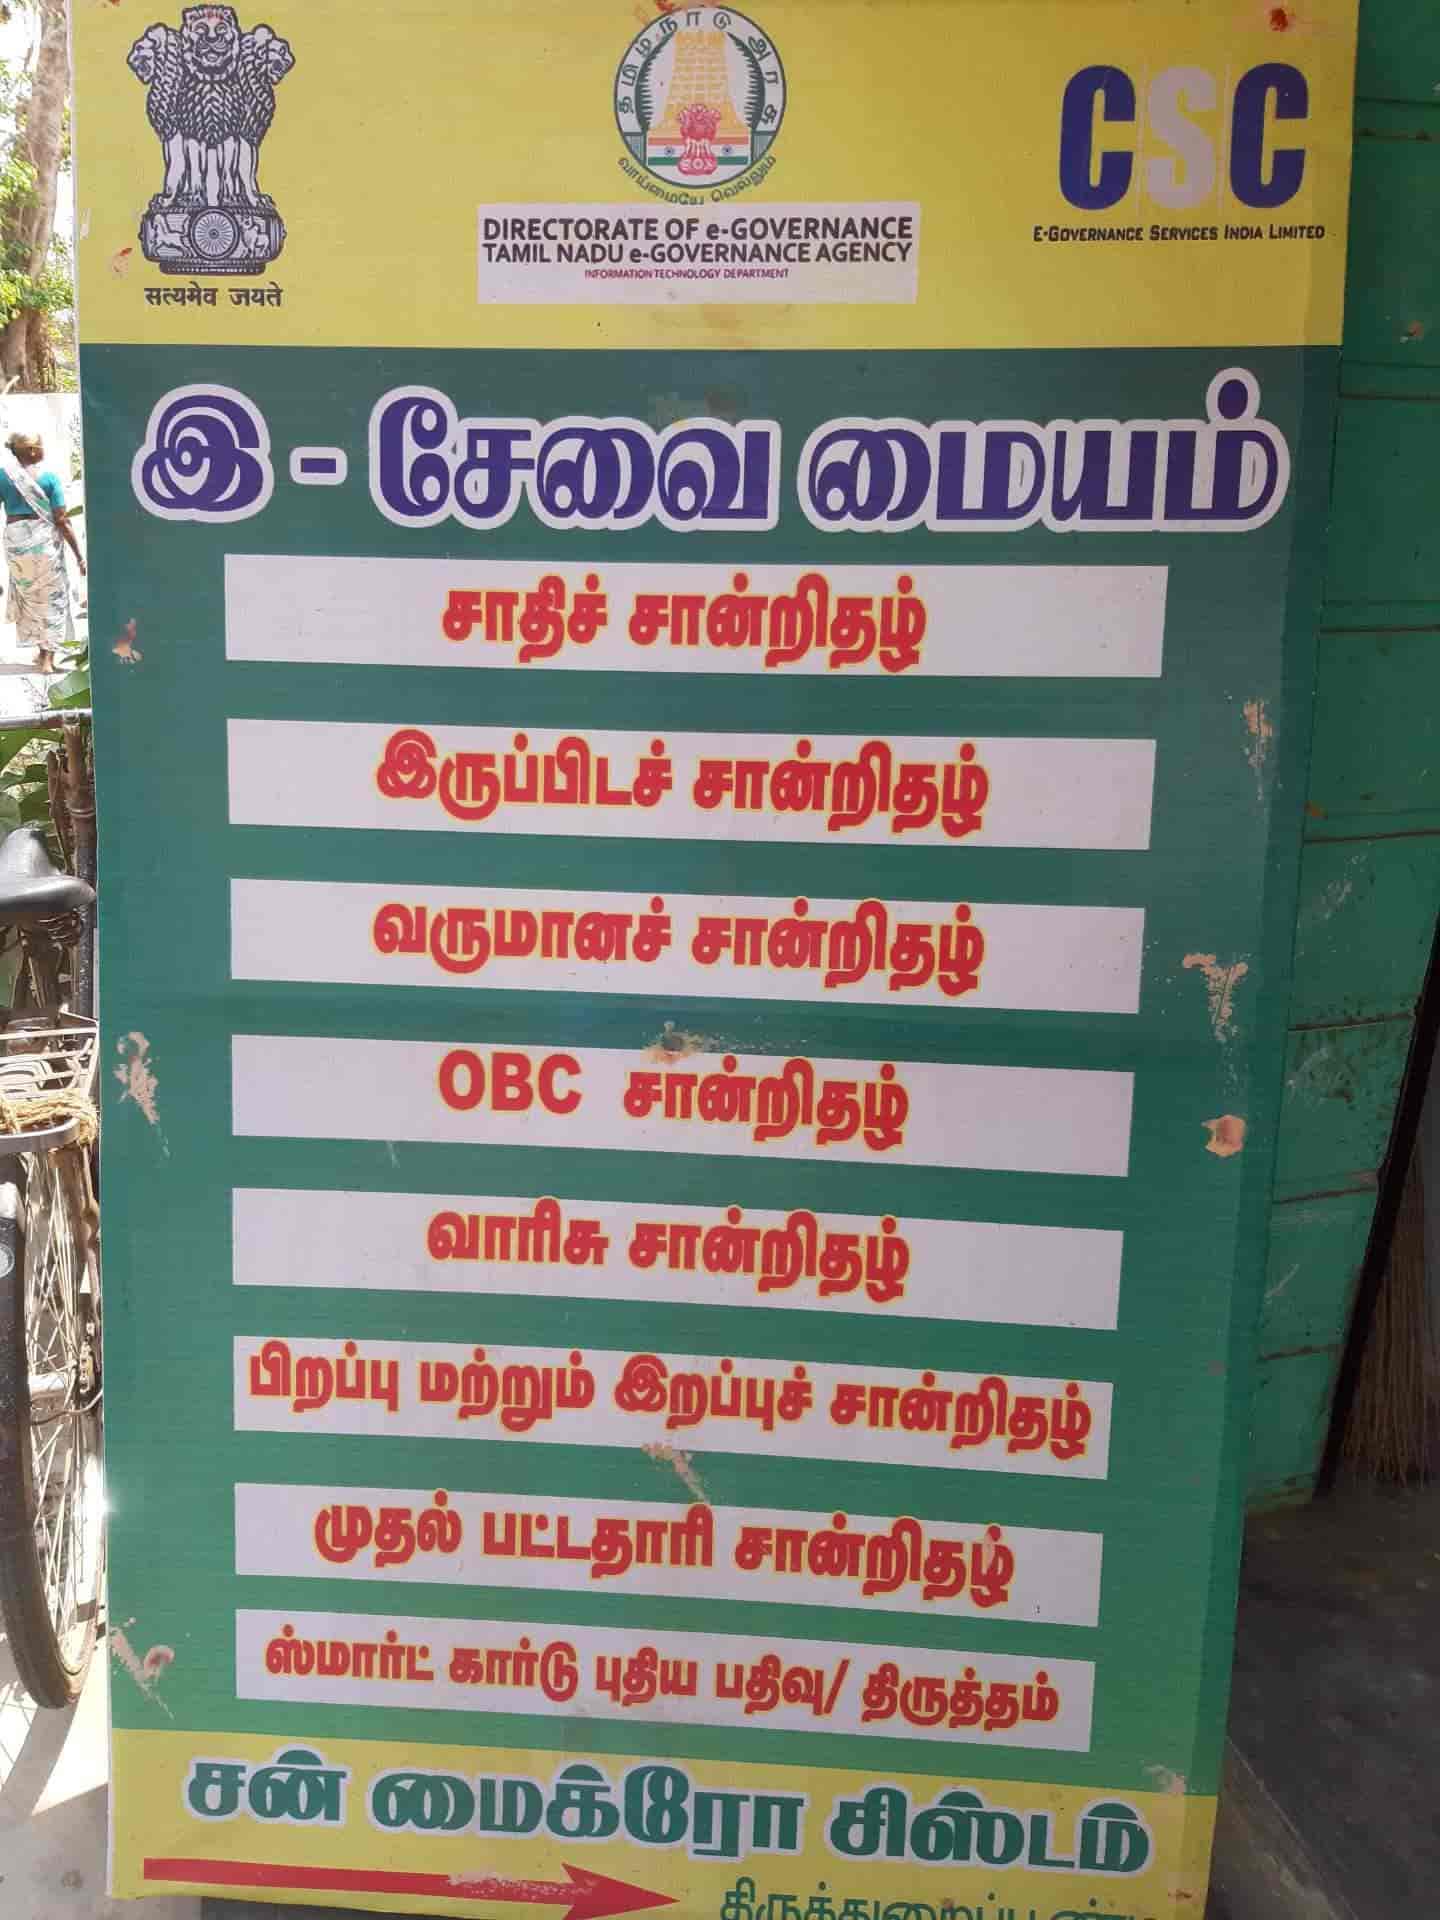 தமிழ்நாடு அரசு
வாய்மையே வெல்லும்
सत्यमेव जयते
DIRECTORATE OF e-GOVERNANCE
TAMIL NADU e-GOVERNANCE AGENCY
INFORMATION TECHNOLOGY DEPARTMENT
CSC
E-GOVERNANCE SERVICES INDIA LIMITED
இ - சேவை மையம்
சாதிச் சான்றிதழ்
இருப்பிடச் சான்றிதழ்
வருமானச் சான்றிதழ்
OBC சான்றிதழ்
வாரிசு சான்றிதழ்
பிறப்பு மற்றும் இறப்புச் சான்றிதழ்
முதல் பட்டதாரி சான்றிதழ்
ஸ்மார்ட் கார்டு புதிய பதிவு/ திருத்தம்
சன் மைக்ரோ சிஸ்டம்